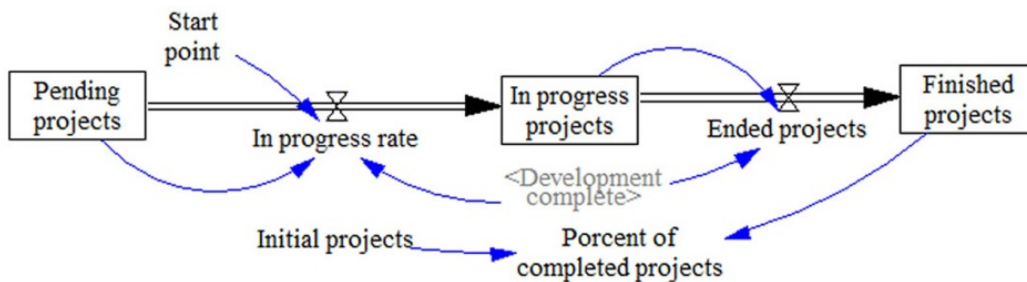 Start
point
Pending
projects
In progress
projects
Finished
projects
In progress rate
Ended projects
<Development
complete>
Initial projects
Porcent of
completed projects